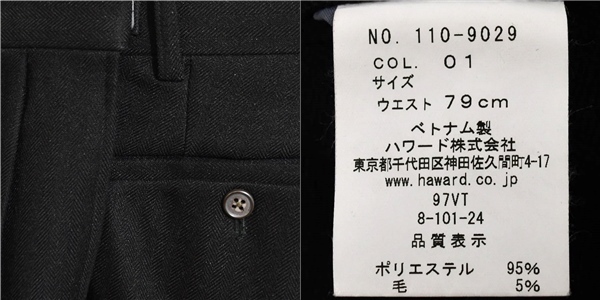 NO. 110-9029
COL. 01
サイズ
ウエスト 79cm
ベトナム製
ハワード株式会社
東京都千代田区神田佐久間町4-17
www.haward.co.jp
97VT
8-101-24
品質表示
ポリエステル 95%
毛 5%